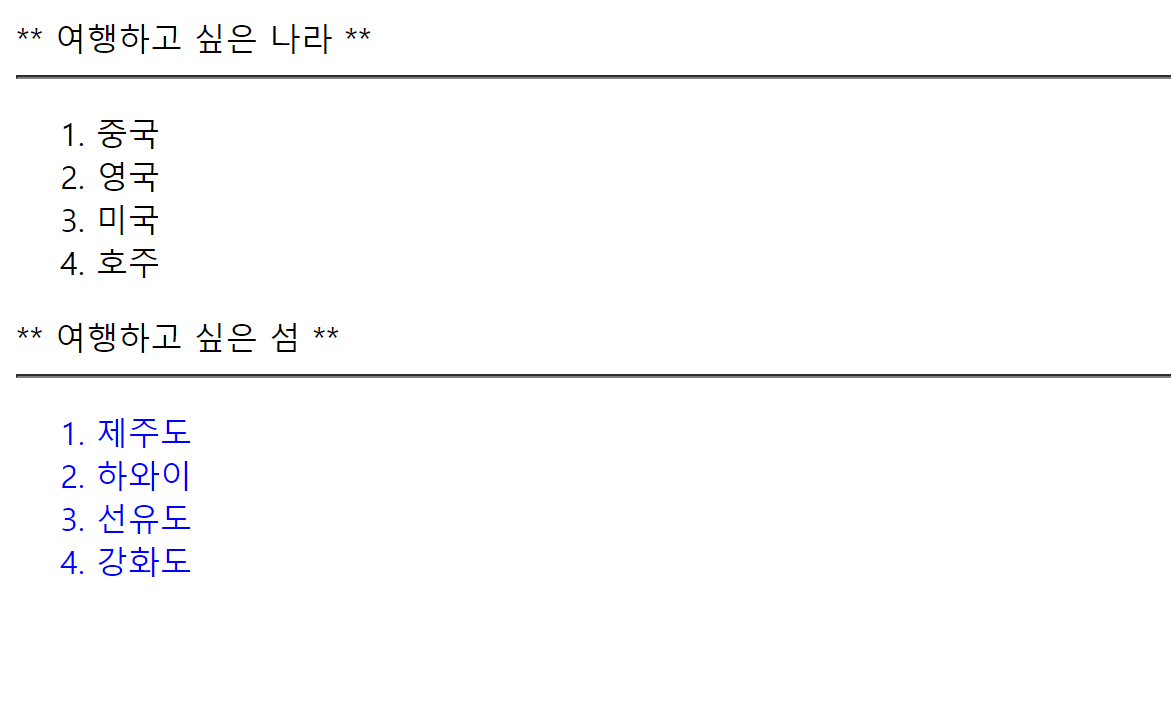 ** 여행하고 싶은 나라 **
1. 중국
2. 영국
3. 미국
4. 호주
** 여행하고 싶은 섬 **
1. 제주도
2. 하와이
3. 선유도
4. 강화도